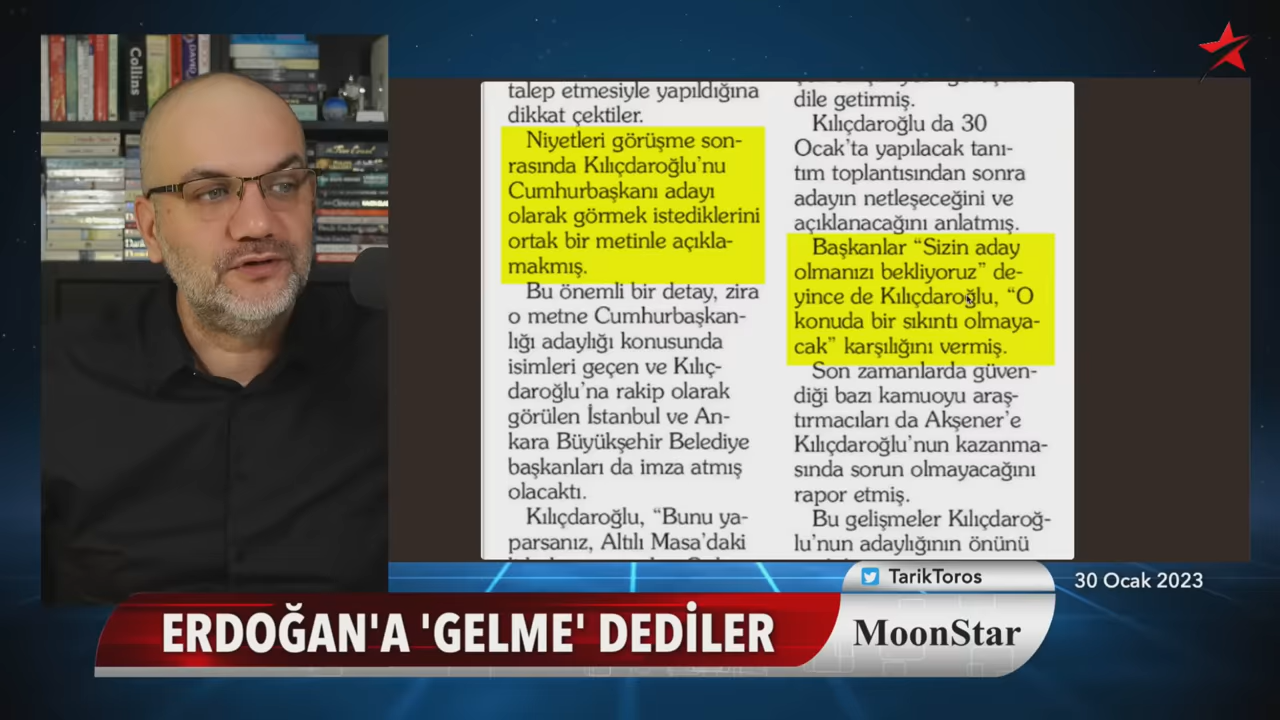 Collins
DAVID
talep etmesiyle yapıldığına
dikkat çektiler.
Niyetleri görüşme son-
rasında Kılıçdaroğlu'nu
Cumhurbaşkanı adayı
olarak görmek istediklerini
ortak bir metinle açıkla-
makmış.
Bu önemli bir detay, zira
o metne Cumhurbaşkan-
lığı adaylığı konusunda
isimleri geçen ve Kılıç-
daroğlu'na rakip olarak
görülen İstanbul ve An-
kara Büyükşehir Belediye
başkanları da imza atmış
olacaktı.
Kılıçdaroğlu, “Bunu ya-
parsanız, Altılı Masa'daki
dile getirmiş.
Kılıçdaroğlu da 30
Ocak'ta yapılacak tanı-
tım toplantısından sonra
adayın netleşeceğini ve
açıklanacağını anlatmış.
Başkanlar “Sizin aday
olmanızı bekliyoruz” de-
yince de Kılıçdaroğlu, “O
konuda bir sıkıntı olmaya-
cak” karşılığını vermiş.
Son zamanlarda güven-
diği bazı kamuoyu araş-
tırmacıları da Akşener'e
Kılıçdaroğlu'nun kazanma-
sında sorun olmayacağını
rapor etmiş.
Bu gelişmeler Kılıçdaroğ-
lu'nun adaylığının önünü
TarikToros
30 Ocak 2023
ERDOĞAN'A 'GELME' DEDİLER
MoonStar